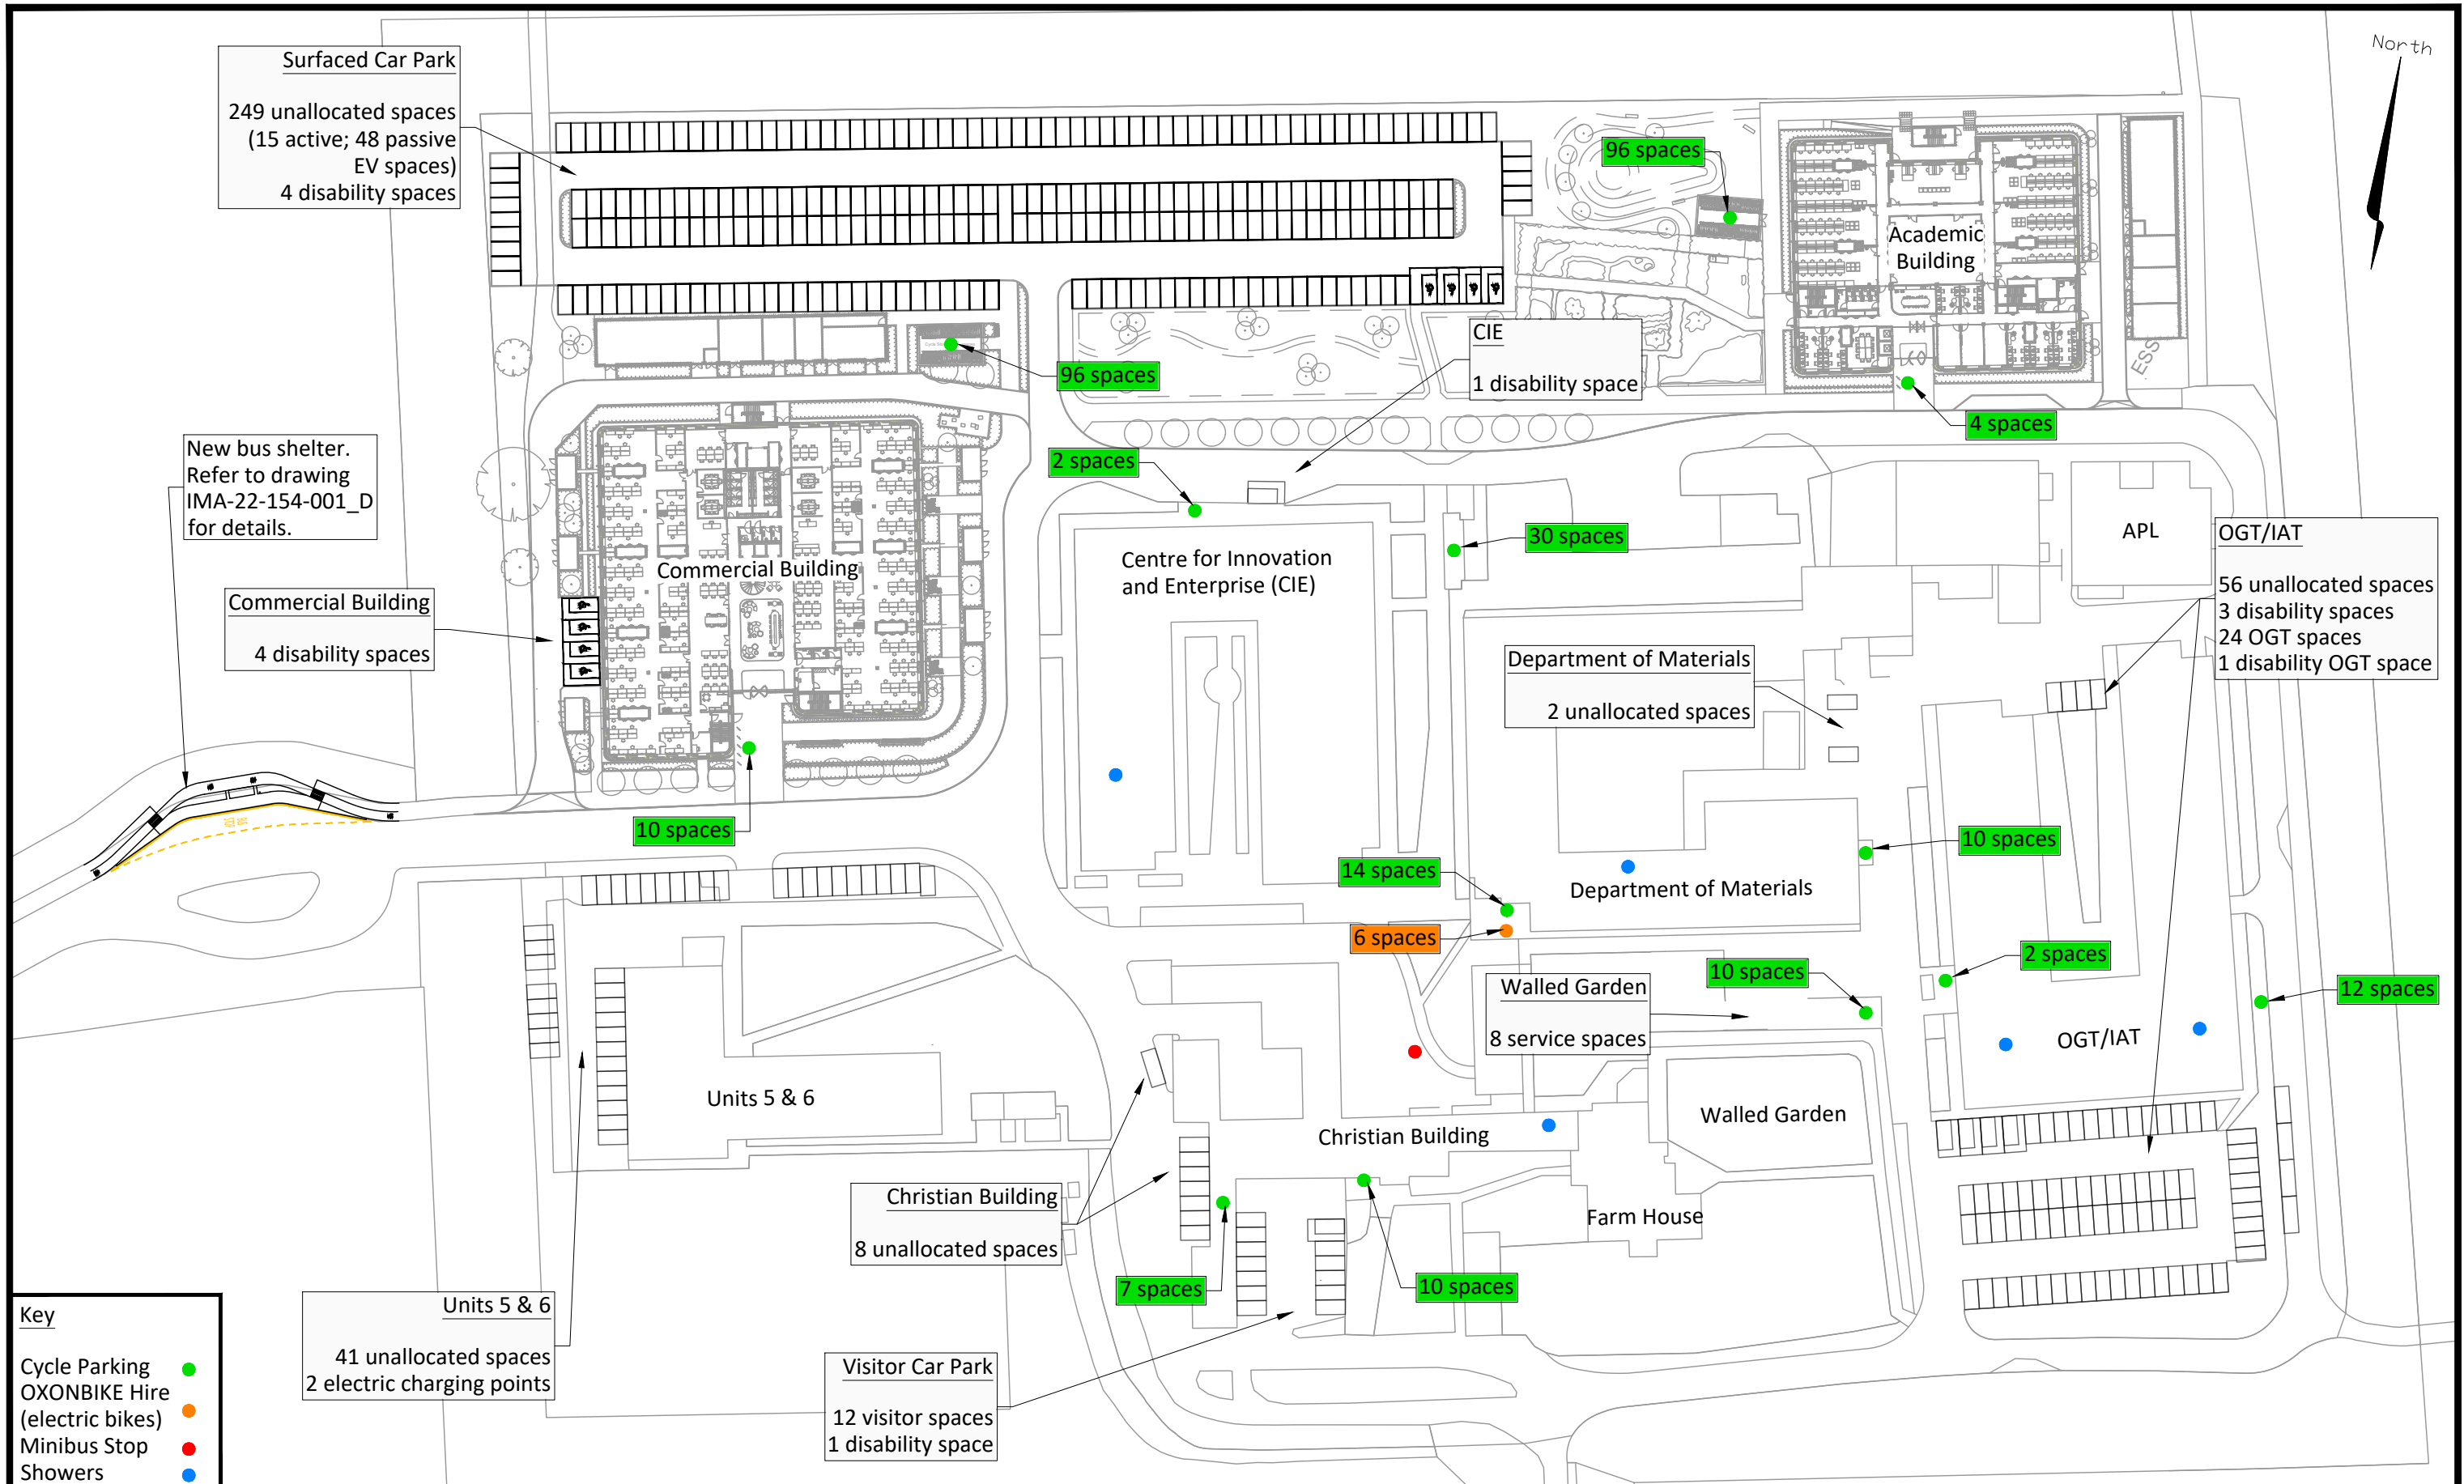 North
Surfaced Car Park
249 unallocated spaces
(15 active; 48 passive
EV spaces)
4 disability spaces
96 spaces
Academic
Building
ESS
CIE
1 disability space
96 spaces
4 spaces
New bus shelter.
Refer to drawing
IMA-22-154-001_D
for details.
2 spaces
30 spaces
APL
OGT/IAT
56 unallocated spaces
3 disability spaces
24 OGT spaces
1 disability OGT space
Centre for Innovation
and Enterprise (CIE)
Commercial Building
Commercial Building
4 disability spaces
Department of Materials
2 unallocated spaces
10 spaces
10 spaces
14 spaces
Department of Materials
6 spaces
2 spaces
10 spaces
12 spaces
Walled Garden
8 service spaces
OGT/IAT
Units 5 & 6
Walled Garden
Christian Building
Christian Building
8 unallocated spaces
Farm House
7 spaces
10 spaces
Units 5 & 6
41 unallocated spaces
2 electric charging points
Visitor Car Park
12 visitor spaces
1 disability space
Key
Cycle Parking
OXONBIKE Hire
(electric bikes)
Minibus Stop
Showers